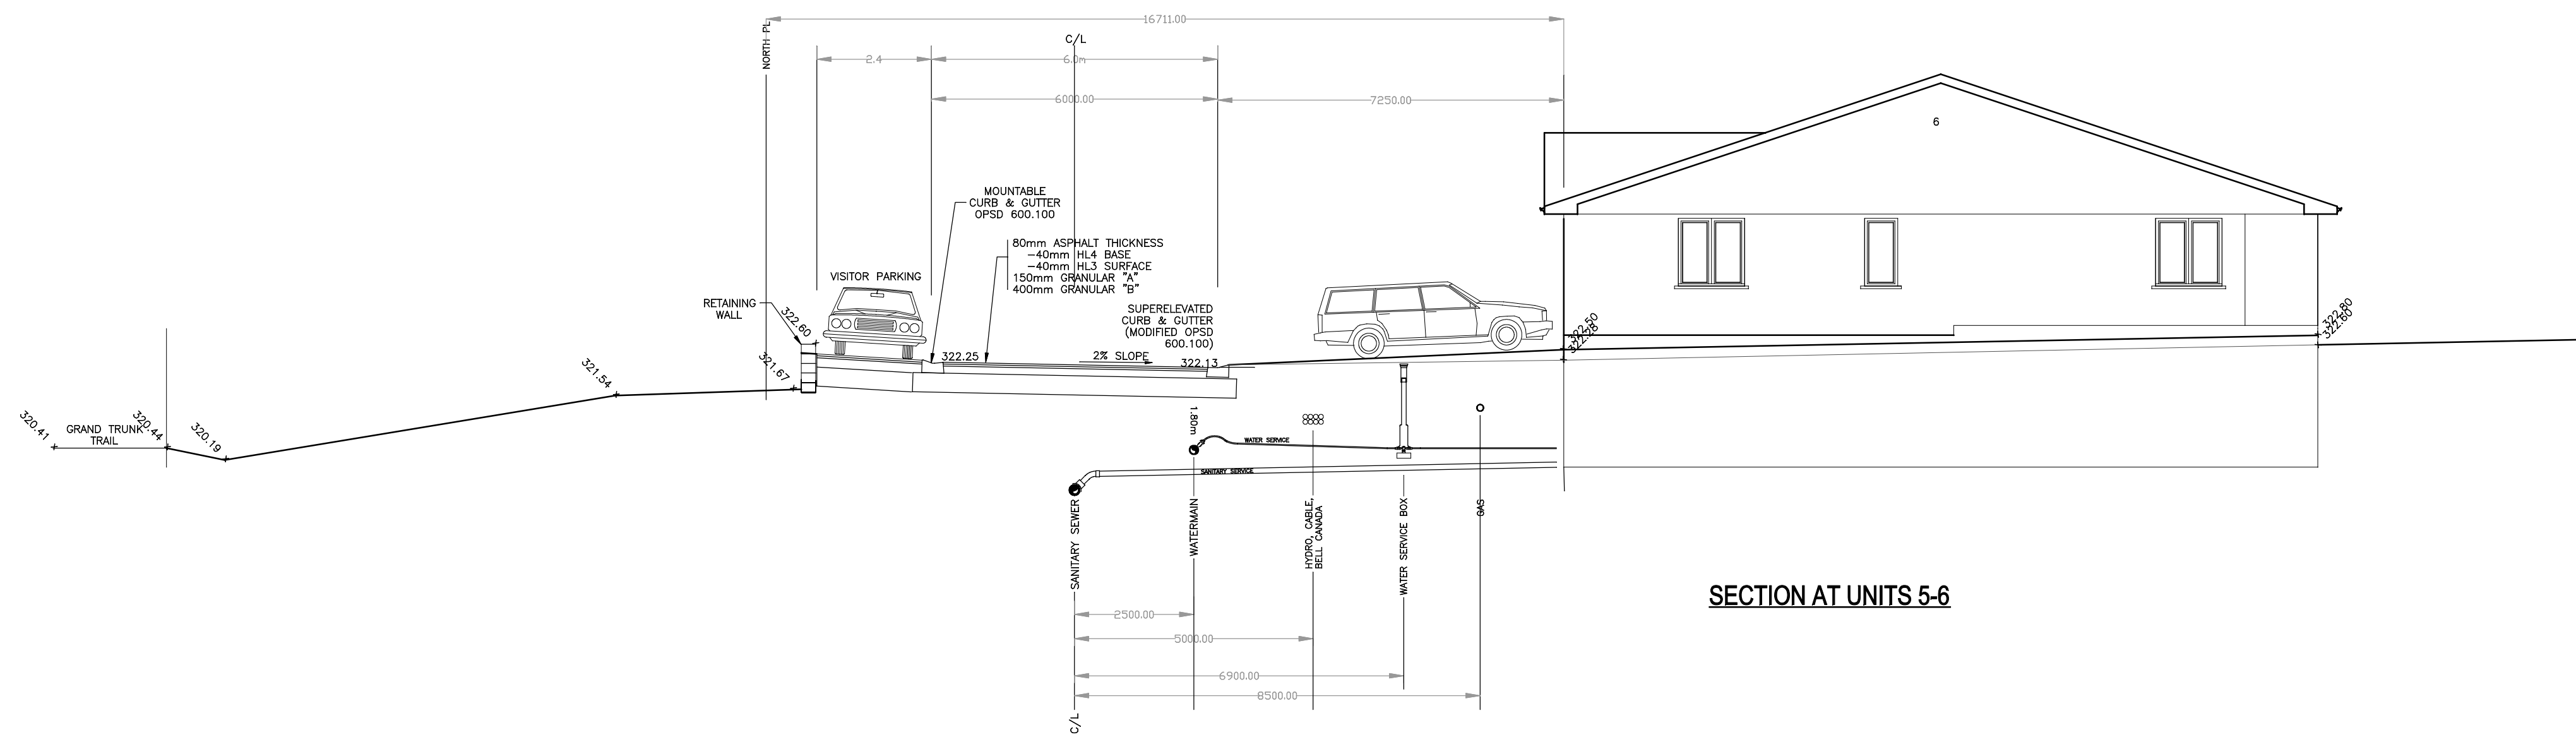 16711.00
NORTH PL
C/L
2.4
6.0m
6000.00
7250.00
6
MOUNTABLE
CURB & GUTTER
OPSD 600.100
80mm ASPHALT THICKNESS
-40mm HL4 BASE
-40mm HL3 SURFACE
150mm GRANULAR "A"
400mm GRANULAR "B"
VISITOR PARKING
RETAINING
WALL
322.60
SUPERELEVATED
CURB & GUTTER
(MODIFIED OPSD
600.100)
322.25
2% SLOPE
322.13
322.50
322.28
322.80
322.60
321.67
321.54
320.41
GRAND TRUNK
TRAIL
320.44
320.19
1.80m
WATER SERVICE
SANITARY SERVICE
SANITARY SEWER
WATERMAIN
HYDRO, CABLE,
BELL CANADA
WATER SERVICE BOX
GAS
SECTION AT UNITS 5-6
2500.00
5000.00
6900.00
8500.00
C/L